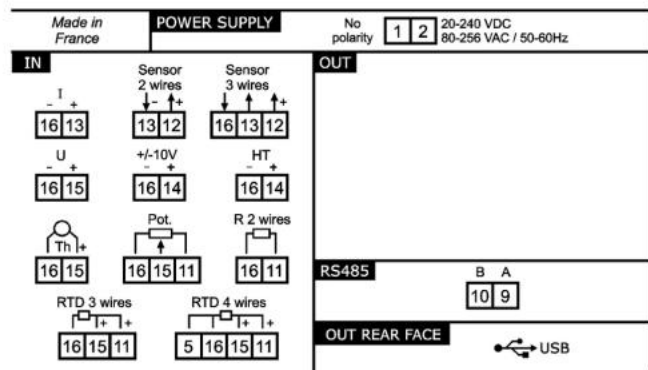 Made in
France
POWER SUPPLY
No
polarity
1 2
20-240 VDC
80-256 VAC / 50-60Hz
IN
I
- +
16 13
Sensor
2 wires
- +
13 12
Sensor
3 wires
+
16 13 12
U
- +
16 15
+/-10V
- +
16 14
HT
- +
16 14
Th +
16 15
Pot.
16 15 11
R 2 wires
16 11
RTD 3 wires
+ +
16 15 11
RTD 4 wires
+ +
5 16 15 11
OUT
RS485
B A
10 9
OUT REAR FACE
USB